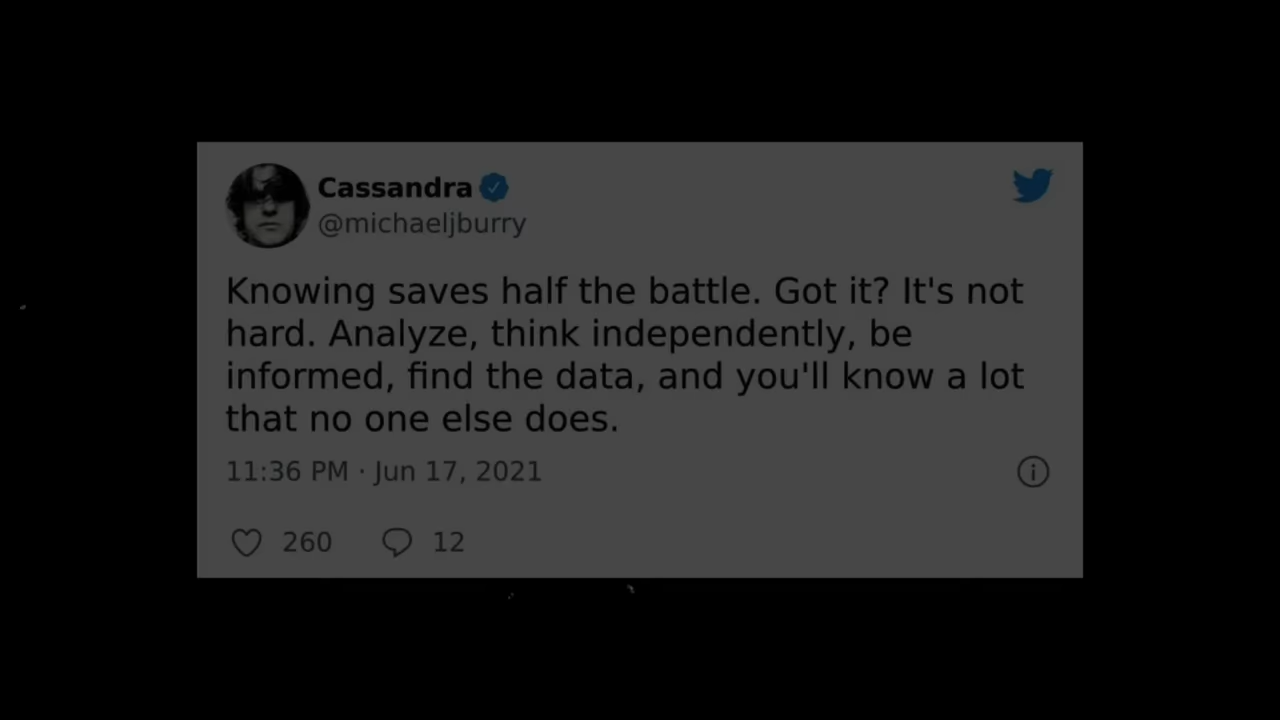 Cassandra
@michaeljburry
Knowing saves half the battle. Got it? It's not
hard. Analyze, think independently, be
informed, find the data, and you'll know a lot
that no one else does.
11:36 PM · Jun 17, 2021
260 12